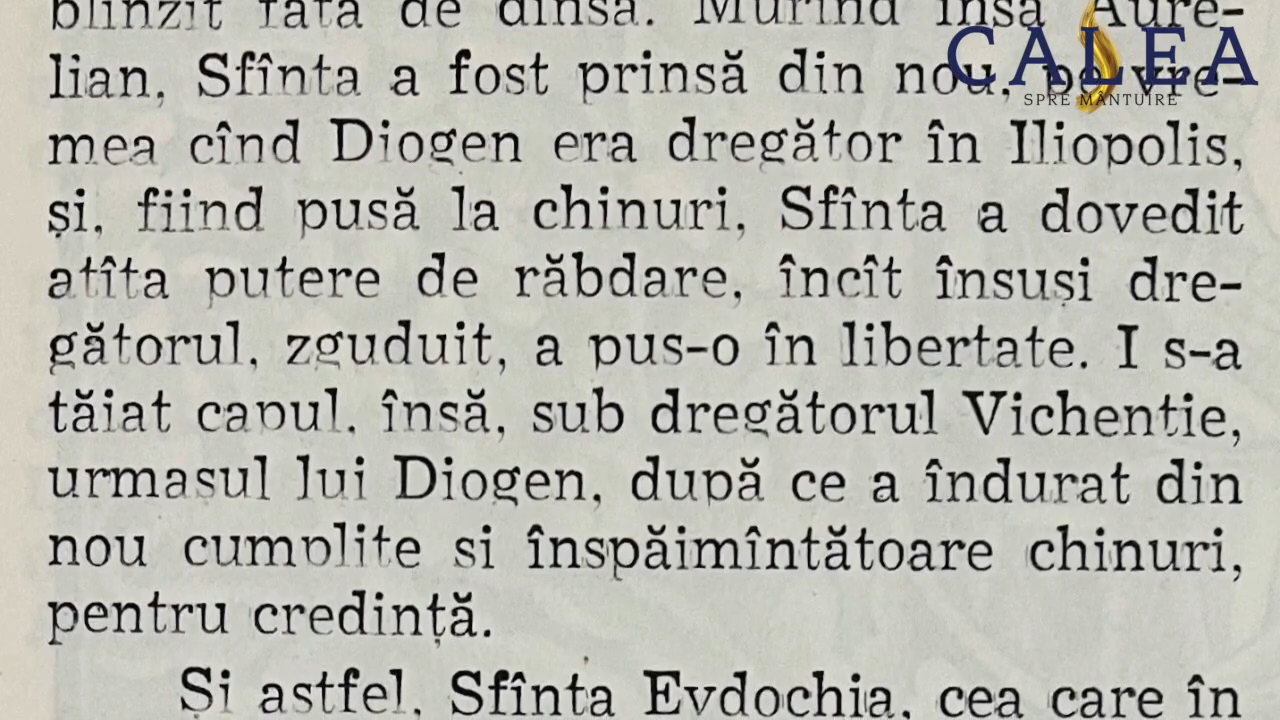 blînzit față de dînsa. Murind însă Aure-
lian, Sfînta a fost prinsă din nou, pe vre-
CALEA
SPRE MÂNTUIRE
mea cînd Diogen era dregător în Iliopolis,
și, fiind pusă la chinuri, Sfînta a dovedit
atîta putere de răbdare, încît însuși dre-
gătorul, zguduit, a pus-o în libertate. I s-a
tăiat capul, însă, sub dregătorul Vichentie,
urmașul lui Diogen, după ce a îndurat din
nou cumplite si înspăimîntătoare chinuri,
pentru credință.
Și astfel, Sfînta Evdochia, cea care în